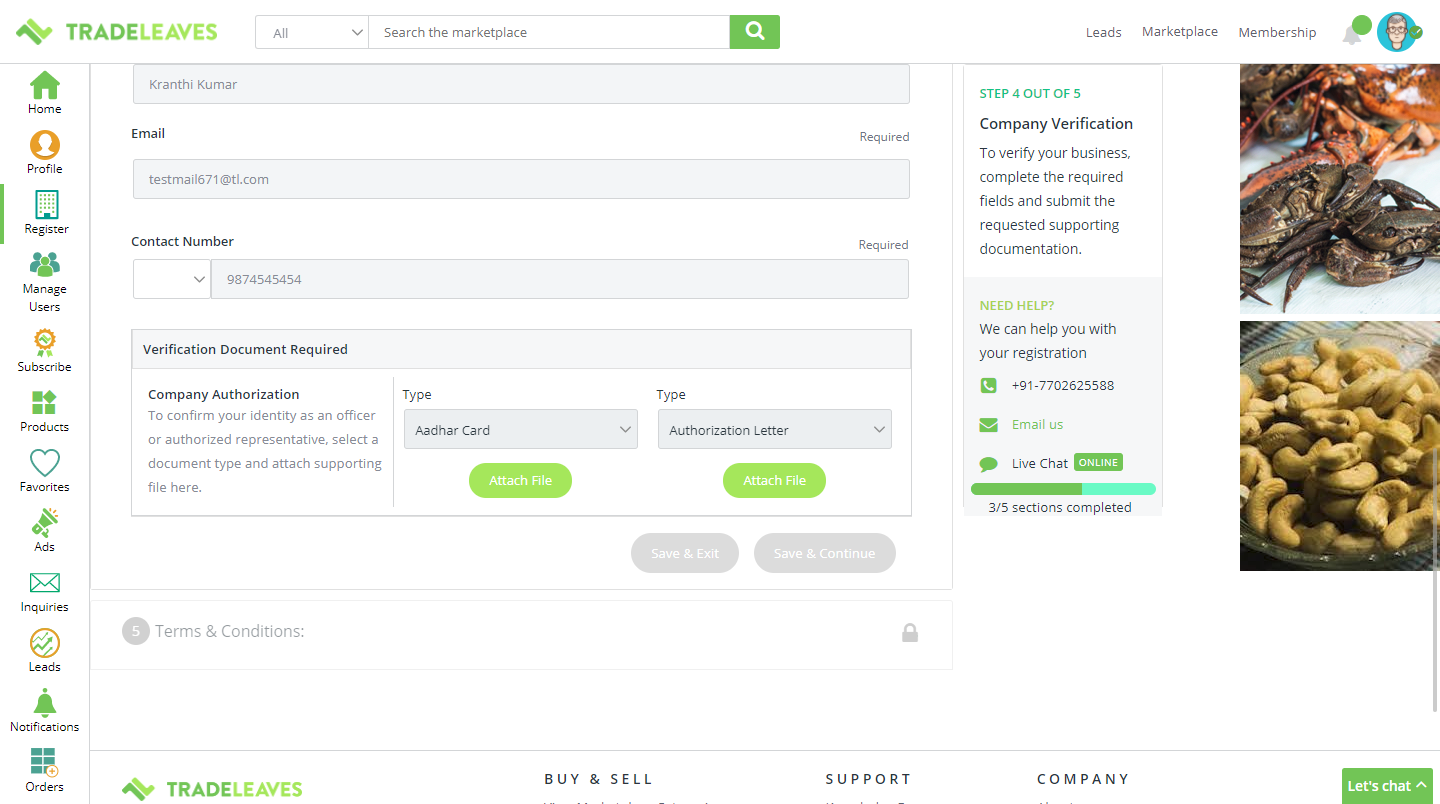 TRADELEAVES
All
Search the marketplace
Leads
Marketplace
Membership
Home
Profile
Register
Manage
Users
Subscribe
Products
Favorites
Ads
Inquiries
Leads
Notifications
Orders
Kranthi Kumar
Email
Required
testmail671@tl.com
Contact Number
Required
9874545454
Verification Document Required
Company Authorization
To confirm your identity as an officer
or authorized representative, select a
document type and attach supporting
file here.
Type
Aadhar Card
Attach File
Type
Authorization Letter
Attach File
Save & Exit
Save & Continue
5 Terms & Conditions:
STEP 4 OUT OF 5
Company Verification
To verify your business,
complete the required
fields and submit the
requested supporting
documentation.
NEED HELP?
We can help you with
your registration
+91-7702625588
Email us
Live Chat ONLINE
3/5 sections completed
TRADELEAVES
BUY & SELL
SUPPORT
COMPANY
Let's chat